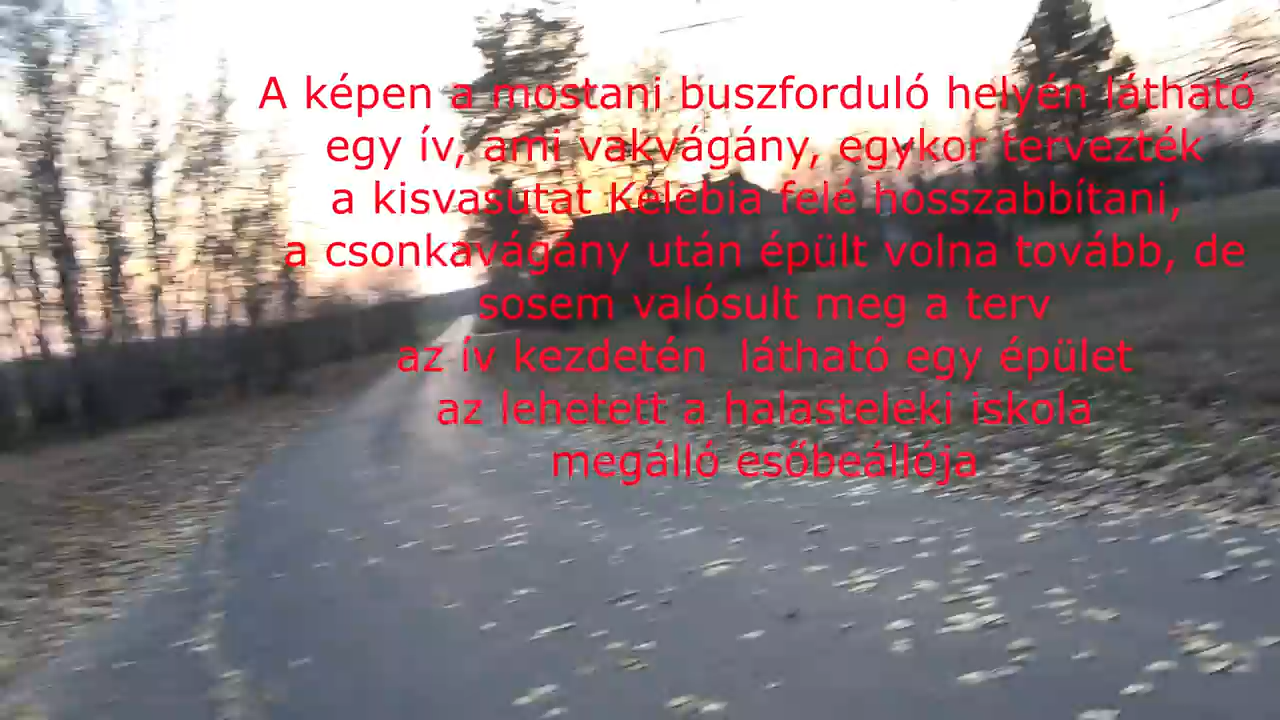 A képen a mostani buszforduló helyén látható
egy ív, ami vakvágány, egykor tervezték
a kisvasutat Kelebia felé hosszabbítani,
a csonkavágány után épült volna tovább, de
sosem valósult meg a terv
az ív kezdetén látható egy épület
az lehetett a halasteleki iskola
megálló esőbeállója